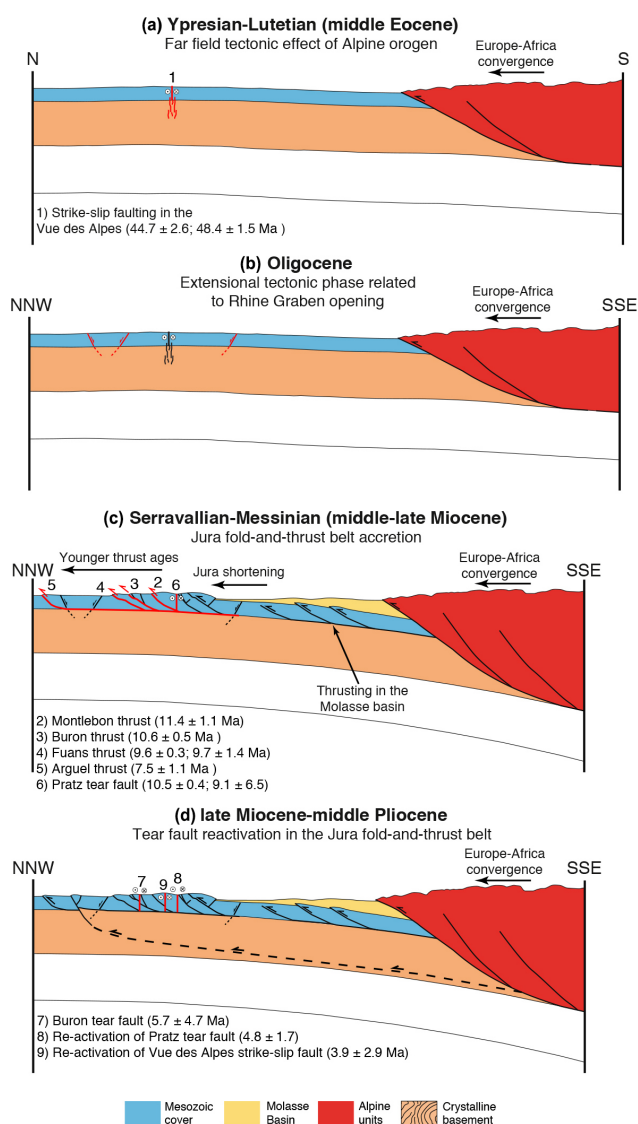 (a) Ypresian-Lutetian (middle Eocene)
Far field tectonic effect of Alpine orogen
N
Europe-Africa
convergence
S
1
1) Strike-slip faulting in the
Vue des Alpes (44.7 ± 2.6; 48.4 ± 1.5 Ma )
(b) Oligocene
Extensional tectonic phase related
to Rhine Graben opening
NNW
Europe-Africa
convergence
SSE
(c) Serravallian-Messinian (middle-late Miocene)
Jura fold-and-thrust belt accretion
Younger thrust ages
NNW
Jura shortening
Europe-Africa
convergence
SSE
5 4 3 2 6
Thrusting in the
Molasse basin
2) Montlebon thrust (11.4 ± 1.1 Ma)
3) Buron thrust (10.6 ± 0.5 Ma )
4) Fuans thrust (9.6 ± 0.3; 9.7 ± 1.4 Ma)
5) Arguel thrust (7.5 ± 1.1 Ma )
6) Pratz tear fault (10.5 ± 0.4; 9.1 ± 6.5)
(d) late Miocene-middle Pliocene
Tear fault reactivation in the Jura fold-and-thrust belt
NNW
Europe-Africa
convergence
SSE
7 9 8
7) Buron tear fault (5.7 ± 4.7 Ma)
8) Re-activation of Pratz tear fault (4.8 ± 1.7)
9) Re-activation of Vue des Alpes strike-slip fault (3.9 ± 2.9 Ma)
Mesozoic
cover
Molasse
Basin
Alpine
units
Crystalline
basement